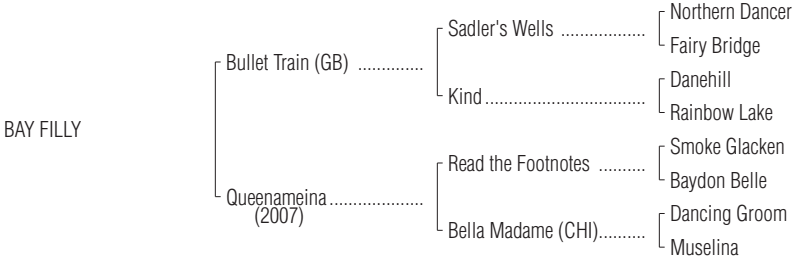 Northern Dancer
Sadler's Wells ..................
Fairy Bridge
Bullet Train (GB) ..............
Danehill
Kind..................................
Rainbow Lake
BAY FILLY
Smoke Glacken
Read the Footnotes ..........
Baydon Belle
Queenameina....................
(2007)
Dancing Groom
Bella Madame (CHI)..........
Muselina